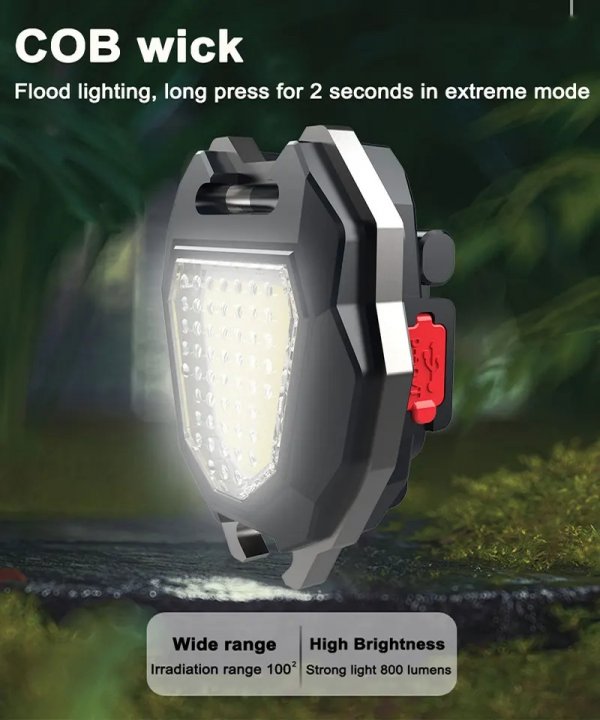 COB wick
Flood lighting, long press for 2 seconds in extreme mode
Wide range
Irradiation range 100²
High Brightness
Strong light 800 lumens